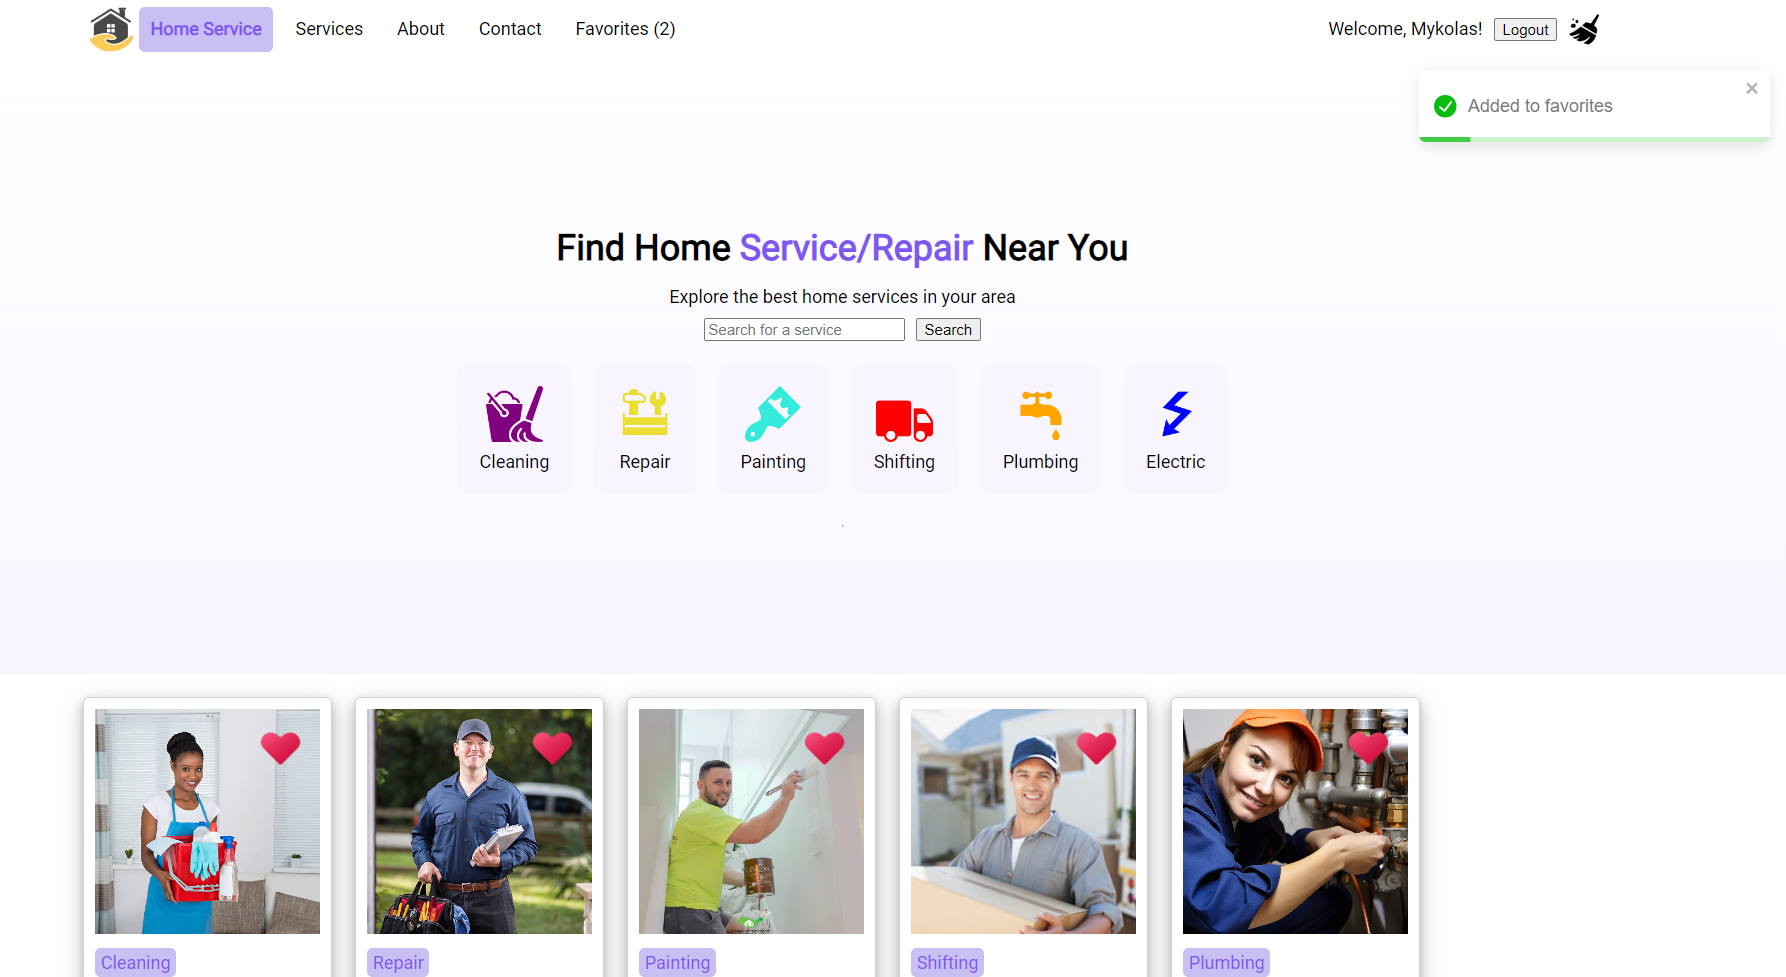 Home Service Services About Contact Favorites (2) Welcome, Mykolas! Logout
Added to favorites
Find Home Service/Repair Near You
Explore the best home services in your area
Search for a service Search
Cleaning Repair Painting Shifting Plumbing Electric
Cleaning Repair Painting Shifting Plumbing